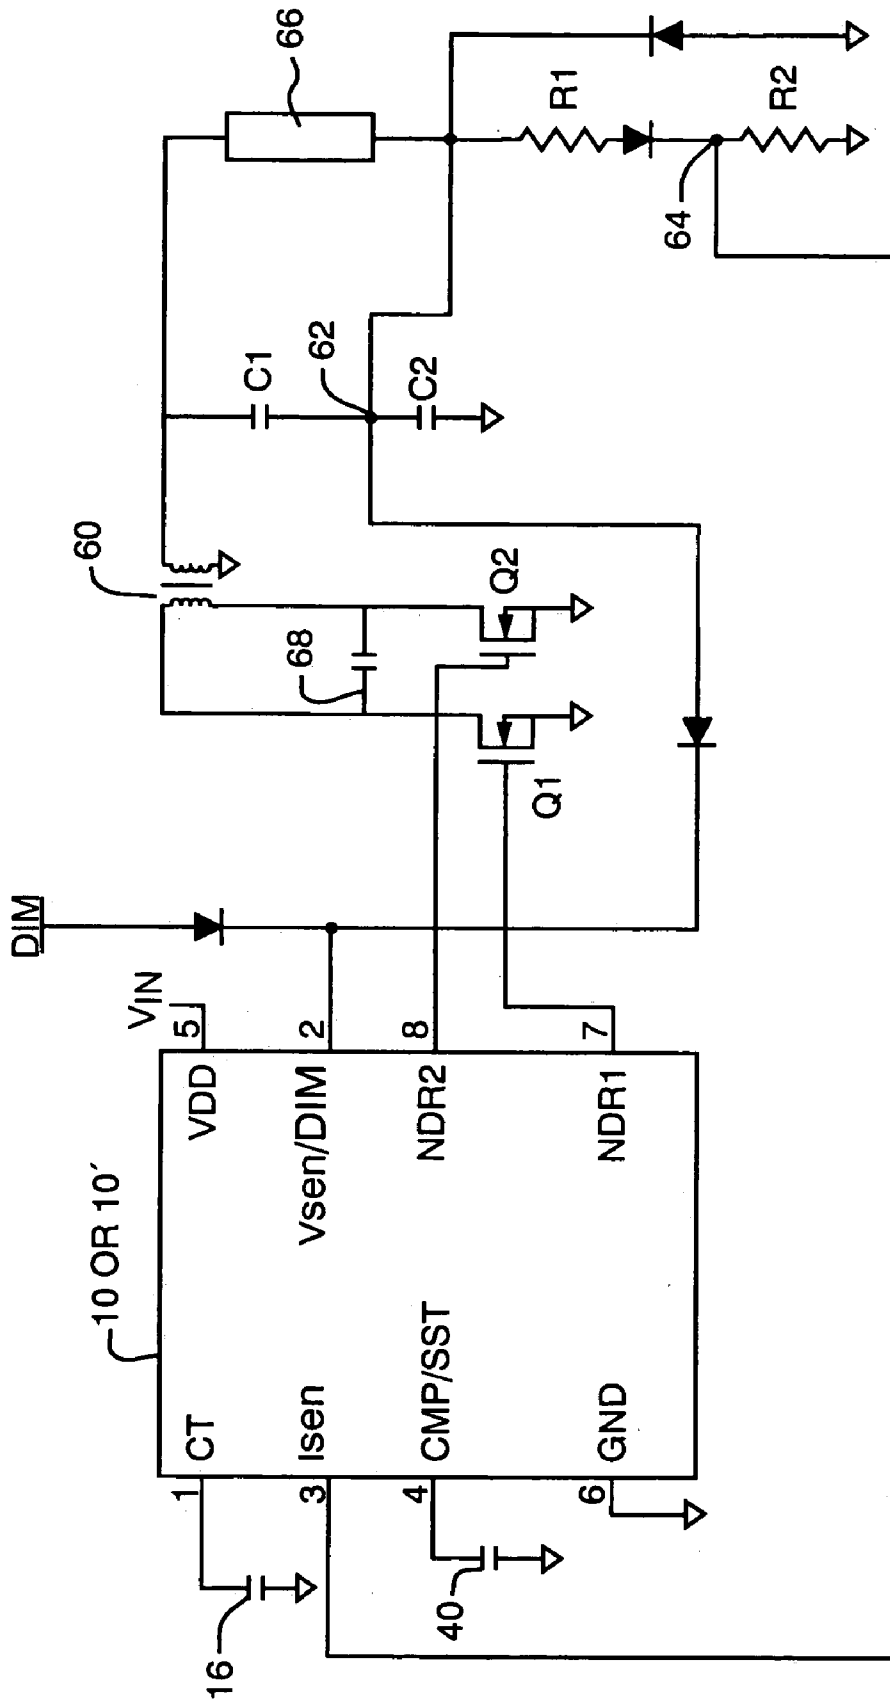 10 OR 10´
DIM
VIN
60
66
1
CT
VDD
5
3
Isen
Vsen/DIM
2
4
CMP/SST
NDR2
8
6
GND
NDR1
7
16
40
68
Q1
Q2
C1
62
C2
R1
64
R2